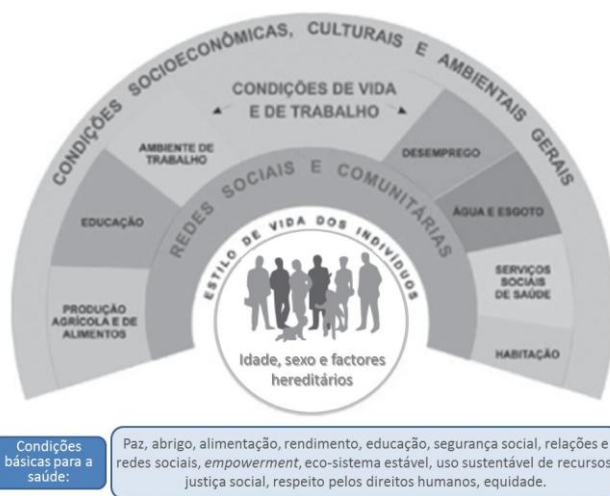 CONDIÇÕES SOCIOECONÔMICAS, CULTURAIS E AMBIENTAIS GERAIS
CONDIÇÕES DE VIDA
E DE TRABALHO
AMBIENTE DE
TRABALHO
DESEMPREGO
REDES SOCIAIS E COMUNITÁRIAS
EDUCAÇÃO
ÁGUA E ESGOTO
ESTILO DE VIDA DOS INDIVÍDUOS
SERVIÇOS
SOCIAIS
DE SAÚDE
PRODUÇÃO
AGRÍCOLA E DE
ALIMENTOS
HABITAÇÃO
Idade, sexo e factores
hereditários
Condições
básicas para a
saúde:
Paz, abrigo, alimentação, rendimento, educação, segurança social, relações e
redes sociais, empowerment, eco-sistema estável, uso sustentável de recursos,
justiça social, respeito pelos direitos humanos, equidade.